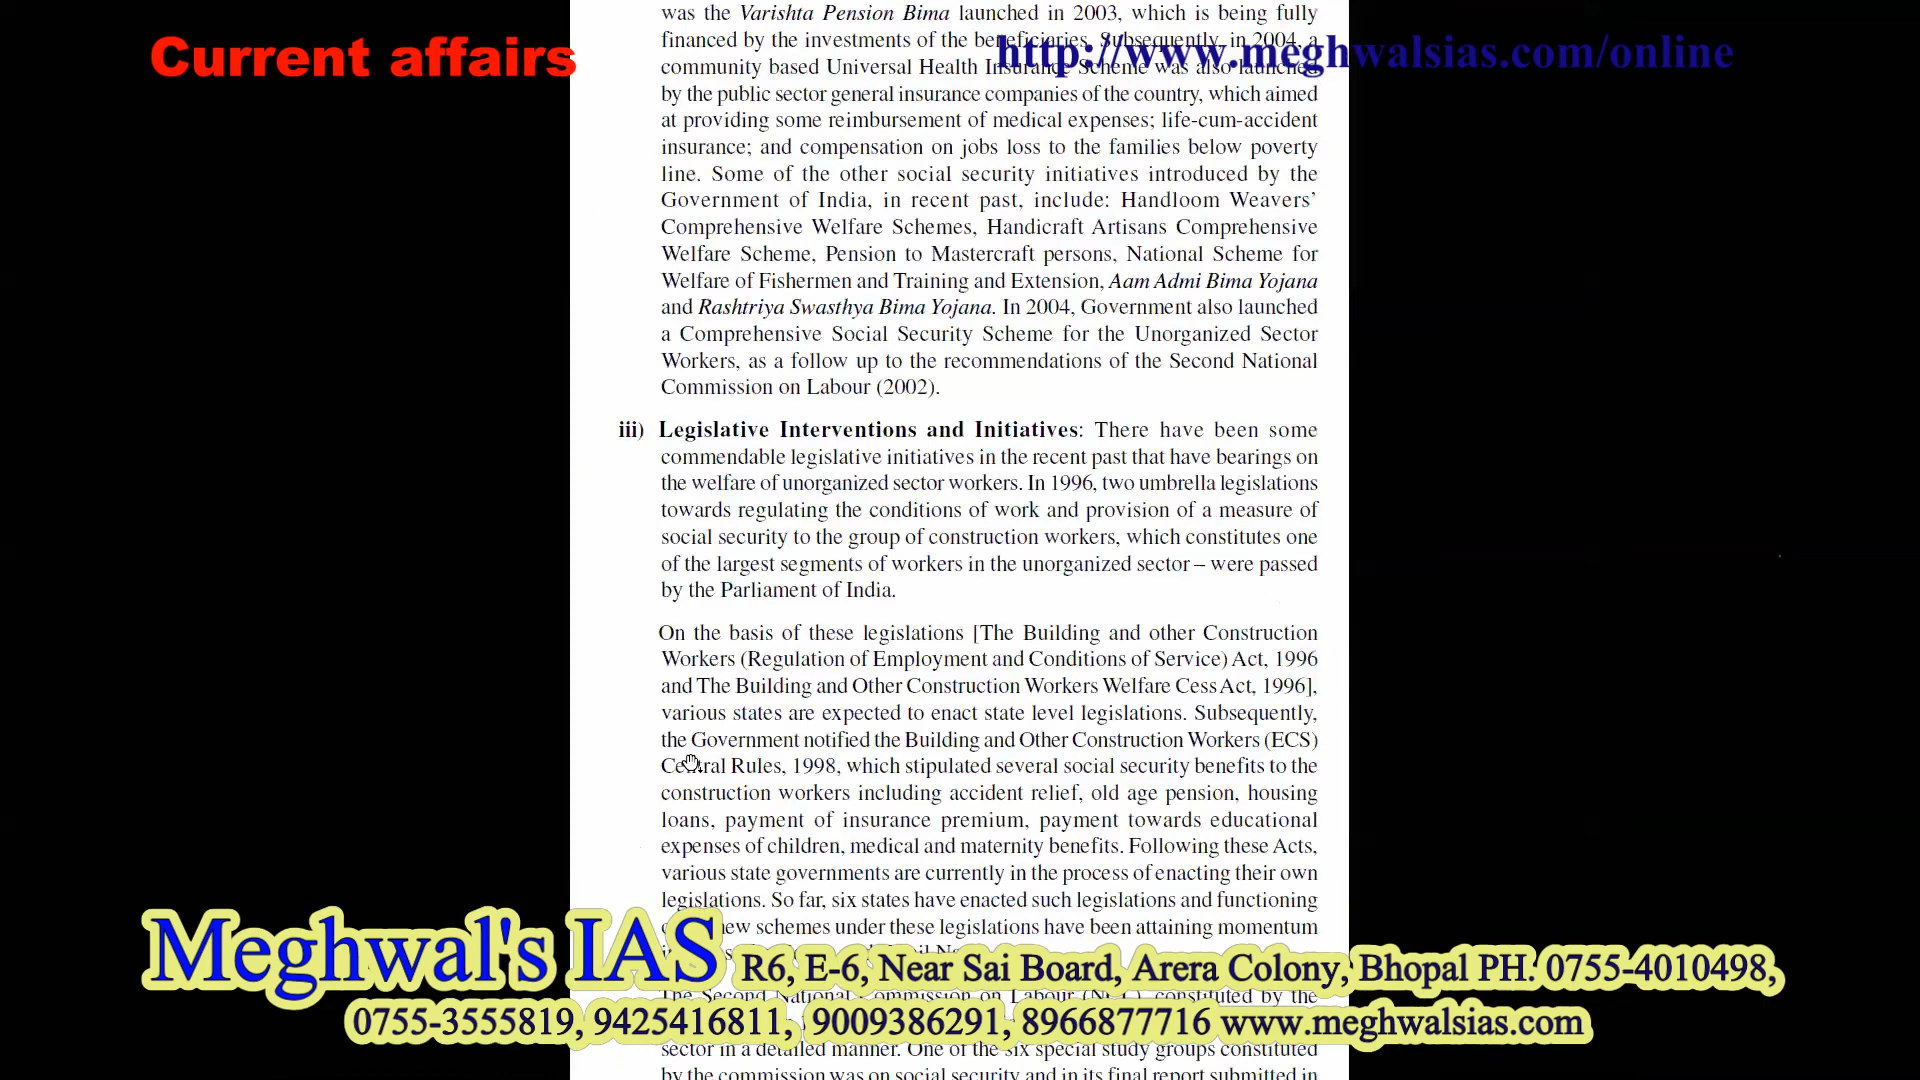 was the Varishta Pension Bima launched in 2003, which is being fully
Current affairs
http://www.meghwalsias.com/online
financed by the investments of the beneficiaries. Subsequently, in 2004, a
community based Universal Health Insurance Scheme was also launched
by the public sector general insurance companies of the country, which aimed
at providing some reimbursement of medical expenses; life-cum-accident
insurance; and compensation on jobs loss to the families below poverty
line. Some of the other social security initiatives introduced by the
Government of India, in recent past, include: Handloom Weavers’
Comprehensive Welfare Schemes, Handicraft Artisans Comprehensive
Welfare Scheme, Pension to Mastercraft persons, National Scheme for
Welfare of Fishermen and Training and Extension, Aam Admi Bima Yojana
and Rashtriya Swasthya Bima Yojana. In 2004, Government also launched
a Comprehensive Social Security Scheme for the Unorganized Sector
Workers, as a follow up to the recommendations of the Second National
Commission on Labour (2002).
iii) Legislative Interventions and Initiatives: There have been some
commendable legislative initiatives in the recent past that have bearings on
the welfare of unorganized sector workers. In 1996, two umbrella legislations
towards regulating the conditions of work and provision of a measure of
social security to the group of construction workers, which constitutes one
of the largest segments of workers in the unorganized sector – were passed
by the Parliament of India.
On the basis of these legislations [The Building and other Construction
Workers (Regulation of Employment and Conditions of Service) Act, 1996
and The Building and Other Construction Workers Welfare Cess Act, 1996],
various states are expected to enact state level legislations. Subsequently,
the Government notified the Building and Other Construction Workers (ECS)
Central Rules, 1998, which stipulated several social security benefits to the
construction workers including accident relief, old age pension, housing
loans, payment of insurance premium, payment towards educational
expenses of children, medical and maternity benefits. Following these Acts,
various state governments are currently in the process of enacting their own
legislations. So far, six states have enacted such legislations and functioning
new schemes under these legislations have been attaining momentum
Meghwal's IAS R6, E-6, Near Sai Board, Arera Colony, Bhopal PH. 0755-4010498,
The Second National Commission on Labour constituted by the
0755-3555819, 9425416811, 9009386291, 8966877716 www.meghwalsias.com
sector in a detailed manner. One of the six special study groups constituted
by the commission was on social security and in its final report submitted in